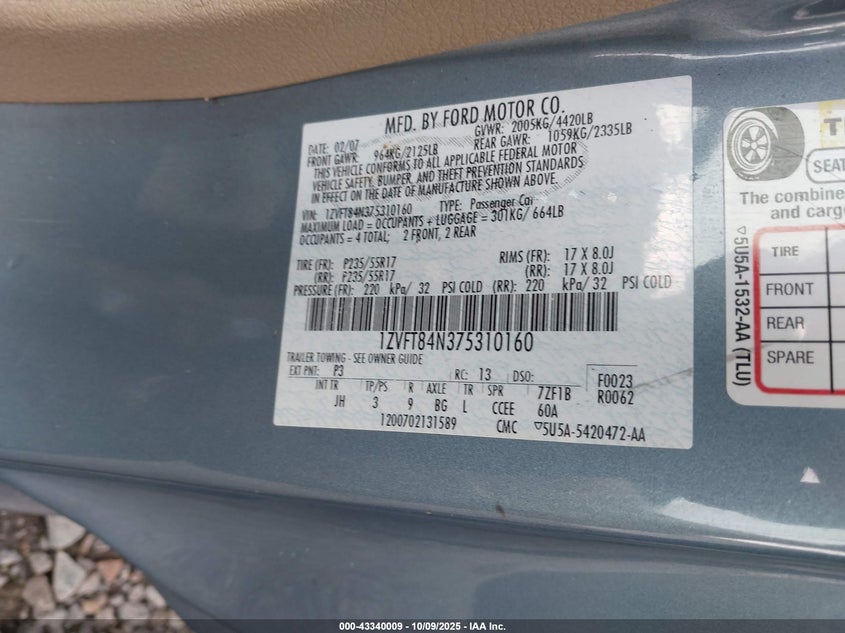 MFD. BY FORD MOTOR CO.
DATE: 02/07 GVWR: 2005KG/4420LB
FRONT GAWR: 964KG/2125LB REAR GAWR: 1059KG/2335LB
THIS VEHICLE CONFORMS TO ALL APPLICABLE FEDERAL MOTOR
VEHICLE SAFETY, BUMPER, AND THEFT PREVENTION STANDARDS
IN EFFECT ON THE DATE OF MANUFACTURE SHOWN ABOVE.
VIN: 1ZVFT84N375310160 TYPE: Passenger Car
MAXIMUM LOAD = OCCUPANTS + LUGGAGE = 301KG/ 664LB
OCCUPANTS = 4 TOTAL; 2 FRONT, 2 REAR
TIRE (FR): P235/55R17 RIMS (FR): 17 X 8.0J
(RR): P235/55R17 (RR): 17 X 8.0J
PRESSURE (FR): 220 kPa/ 32 PSI COLD (RR): 220 kPa/ 32 PSI COLD
1ZVFT84N375310160
TRAILER TOWING - SEE OWNER GUIDE
EXT PNT: P3 RC: 13 DSO: F0023
INT TR TP/PS R AXLE TR SPR 7ZF1B R0062
JH 3 9 BG L CCEE 60A
1200702131589 CMC ▽5U5A-5420472-AA
SEAT
The combine
and cargo
TIRE
FRONT
REAR
SPARE
▽5U5A-1532-AA (TLU)
000-43340009 - 10/09/2025 - IAA Inc.